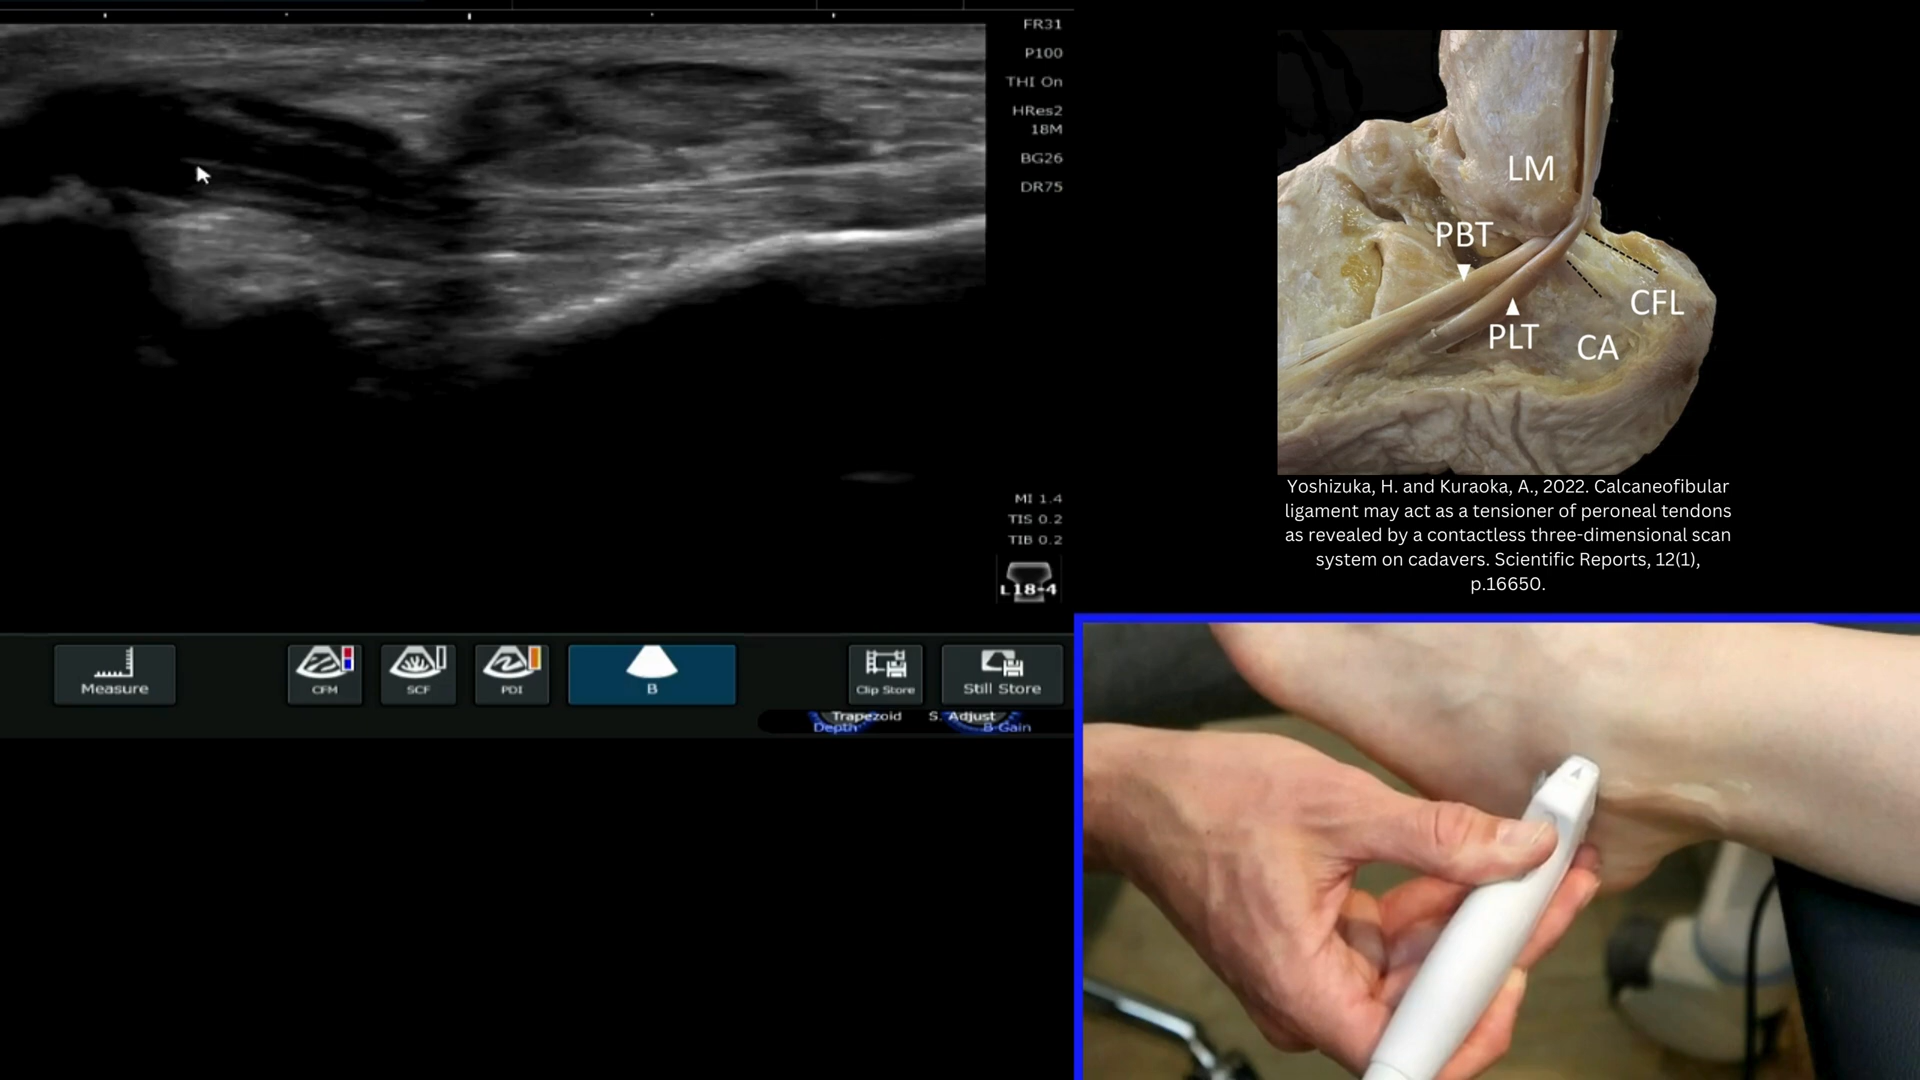 FR31
P100
THI On
HRes2
18M
BG26
DR75
MI 1.4
TIS 0.2
TIB 0.2
L18-4
Measure
CFM
SCF
PDI
B
Clip Store
Still Store
Trapezoid
S. Adjust
Depth
B Gain
LM
PBT
CFL
PLT
CA
Yoshizuka, H. and Kuraoka, A., 2022. Calcaneofibular
ligament may act as a tensioner of peroneal tendons
as revealed by a contactless three-dimensional scan
system on cadavers. Scientific Reports, 12(1),
p.16650.